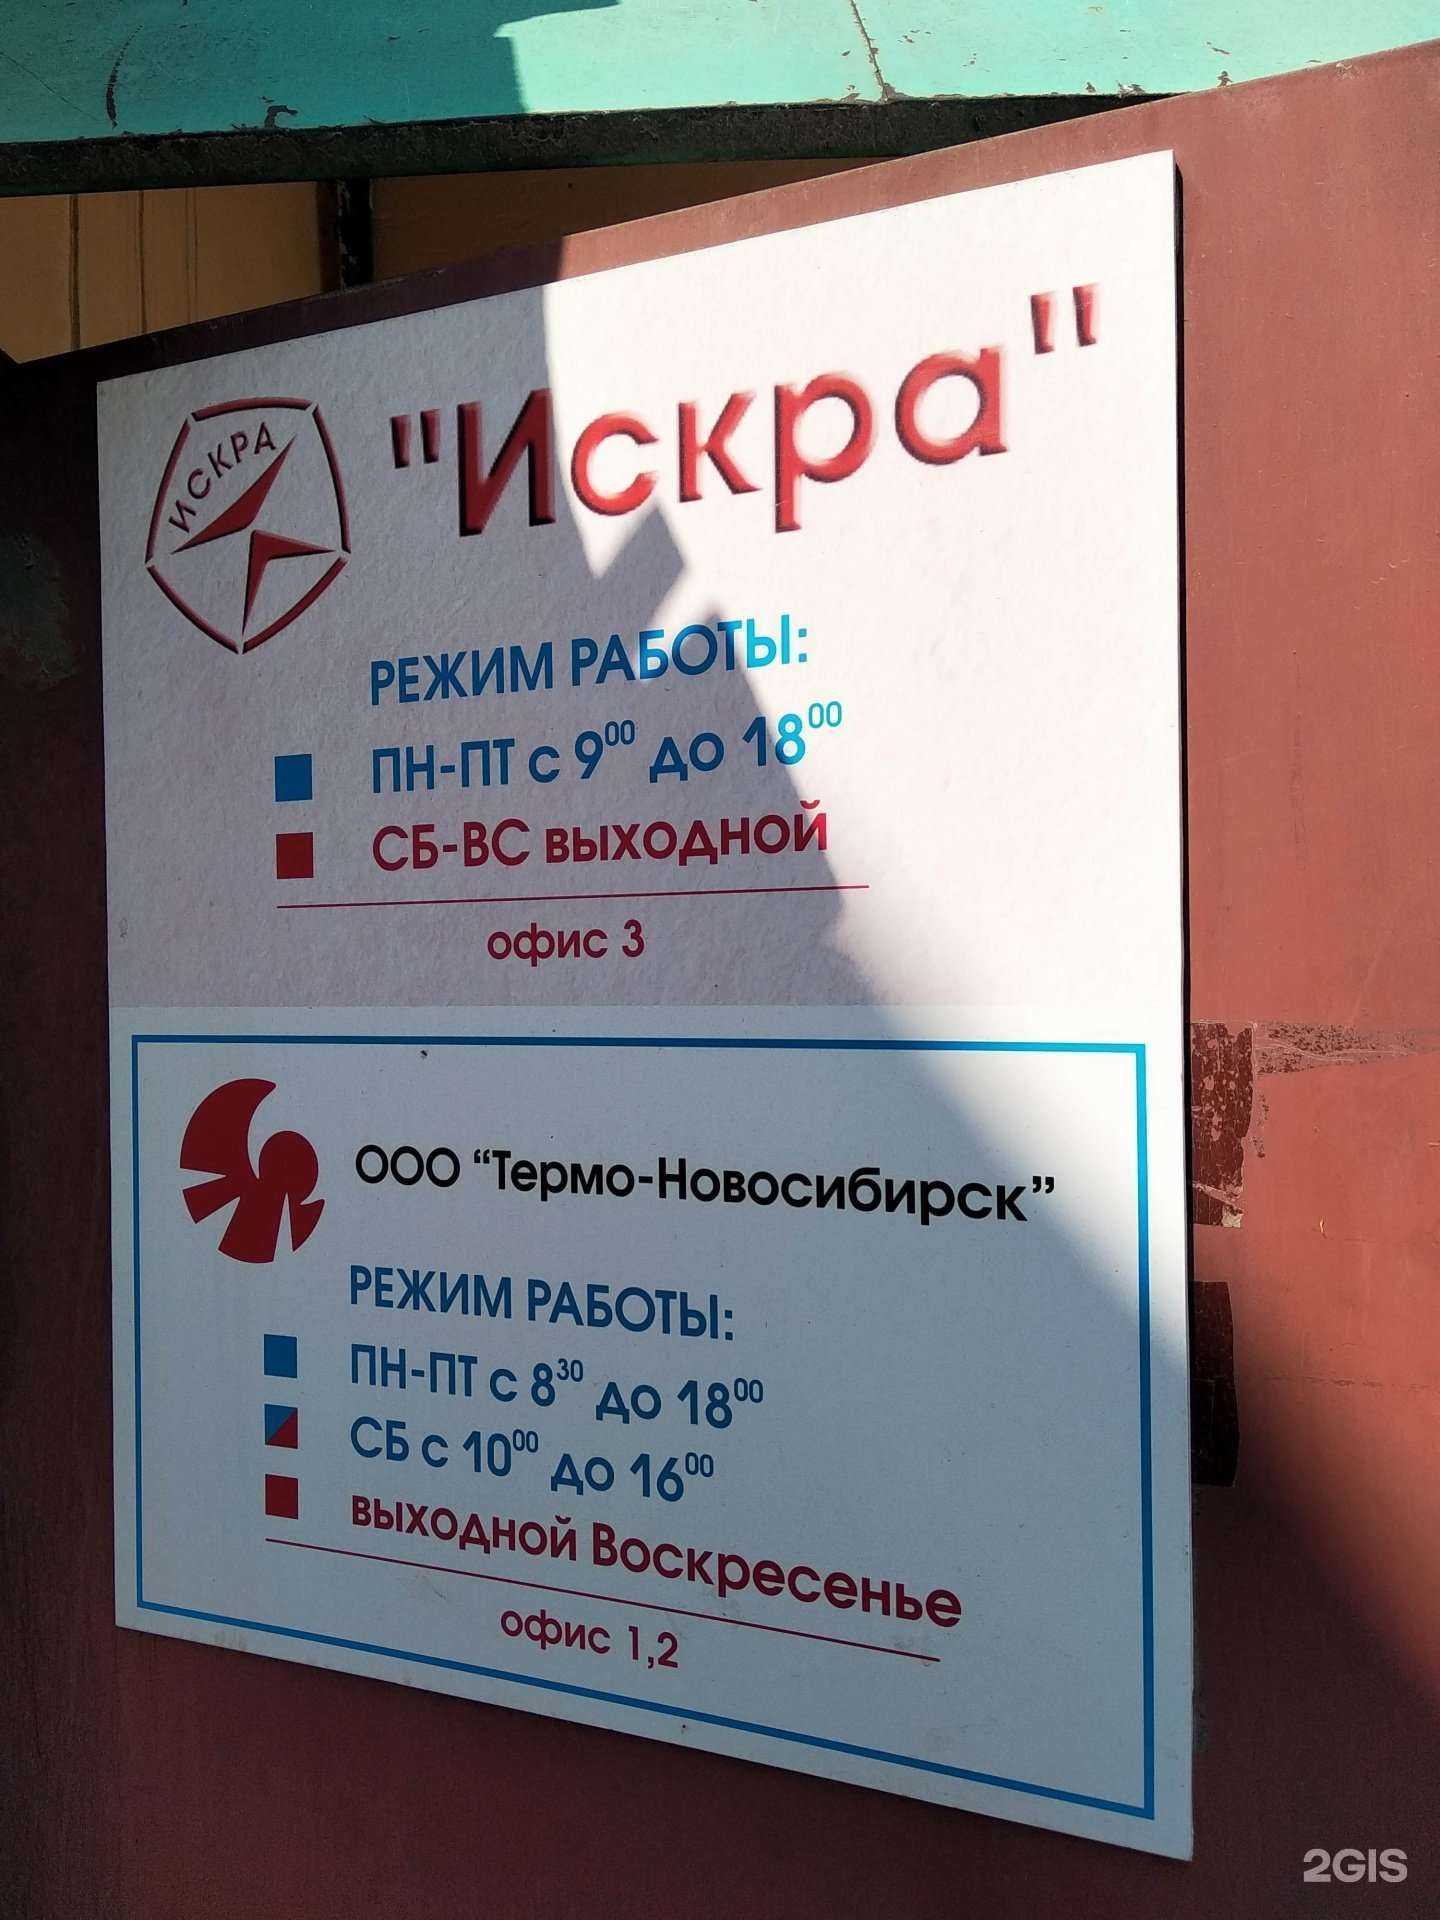 ИСКРА
"Искра"
РЕЖИМ РАБОТЫ:
ПН-ПТ с 9⁰⁰ до 18⁰⁰
СБ-ВС выходной
офис 3
ООО “Термо-Новосибирск”
РЕЖИМ РАБОТЫ:
ПН-ПТ с 8³⁰ до 18⁰⁰
СБ с 10⁰⁰ до 16⁰⁰
выходной Воскресенье
офис 1,2
2GIS